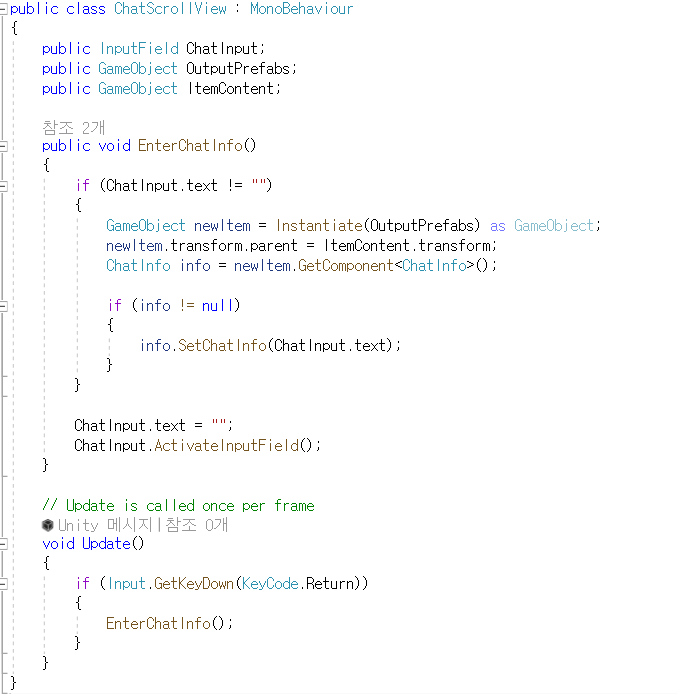 public class ChatScrollView : MonoBehaviour
{
    public InputField ChatInput;
    public GameObject OutputPrefabs;
    public GameObject ItemContent;

    참조 2개
    public void EnterChatInfo()
    {
        if (ChatInput.text != "")
        {
            GameObject newItem = Instantiate(OutputPrefabs) as GameObject;
            newItem.transform.parent = ItemContent.transform;
            ChatInfo info = newItem.GetComponent<ChatInfo>();

            if (info != null)
            {
                info.SetChatInfo(ChatInput.text);
            }
        }

        ChatInput.text = "";
        ChatInput.ActivateInputField();
    }

    // Update is called once per frame
    Unity 메시지|참조 0개
    void Update()
    {
        if (Input.GetKeyDown(KeyCode.Return))
        {
            EnterChatInfo();
        }
    }
}